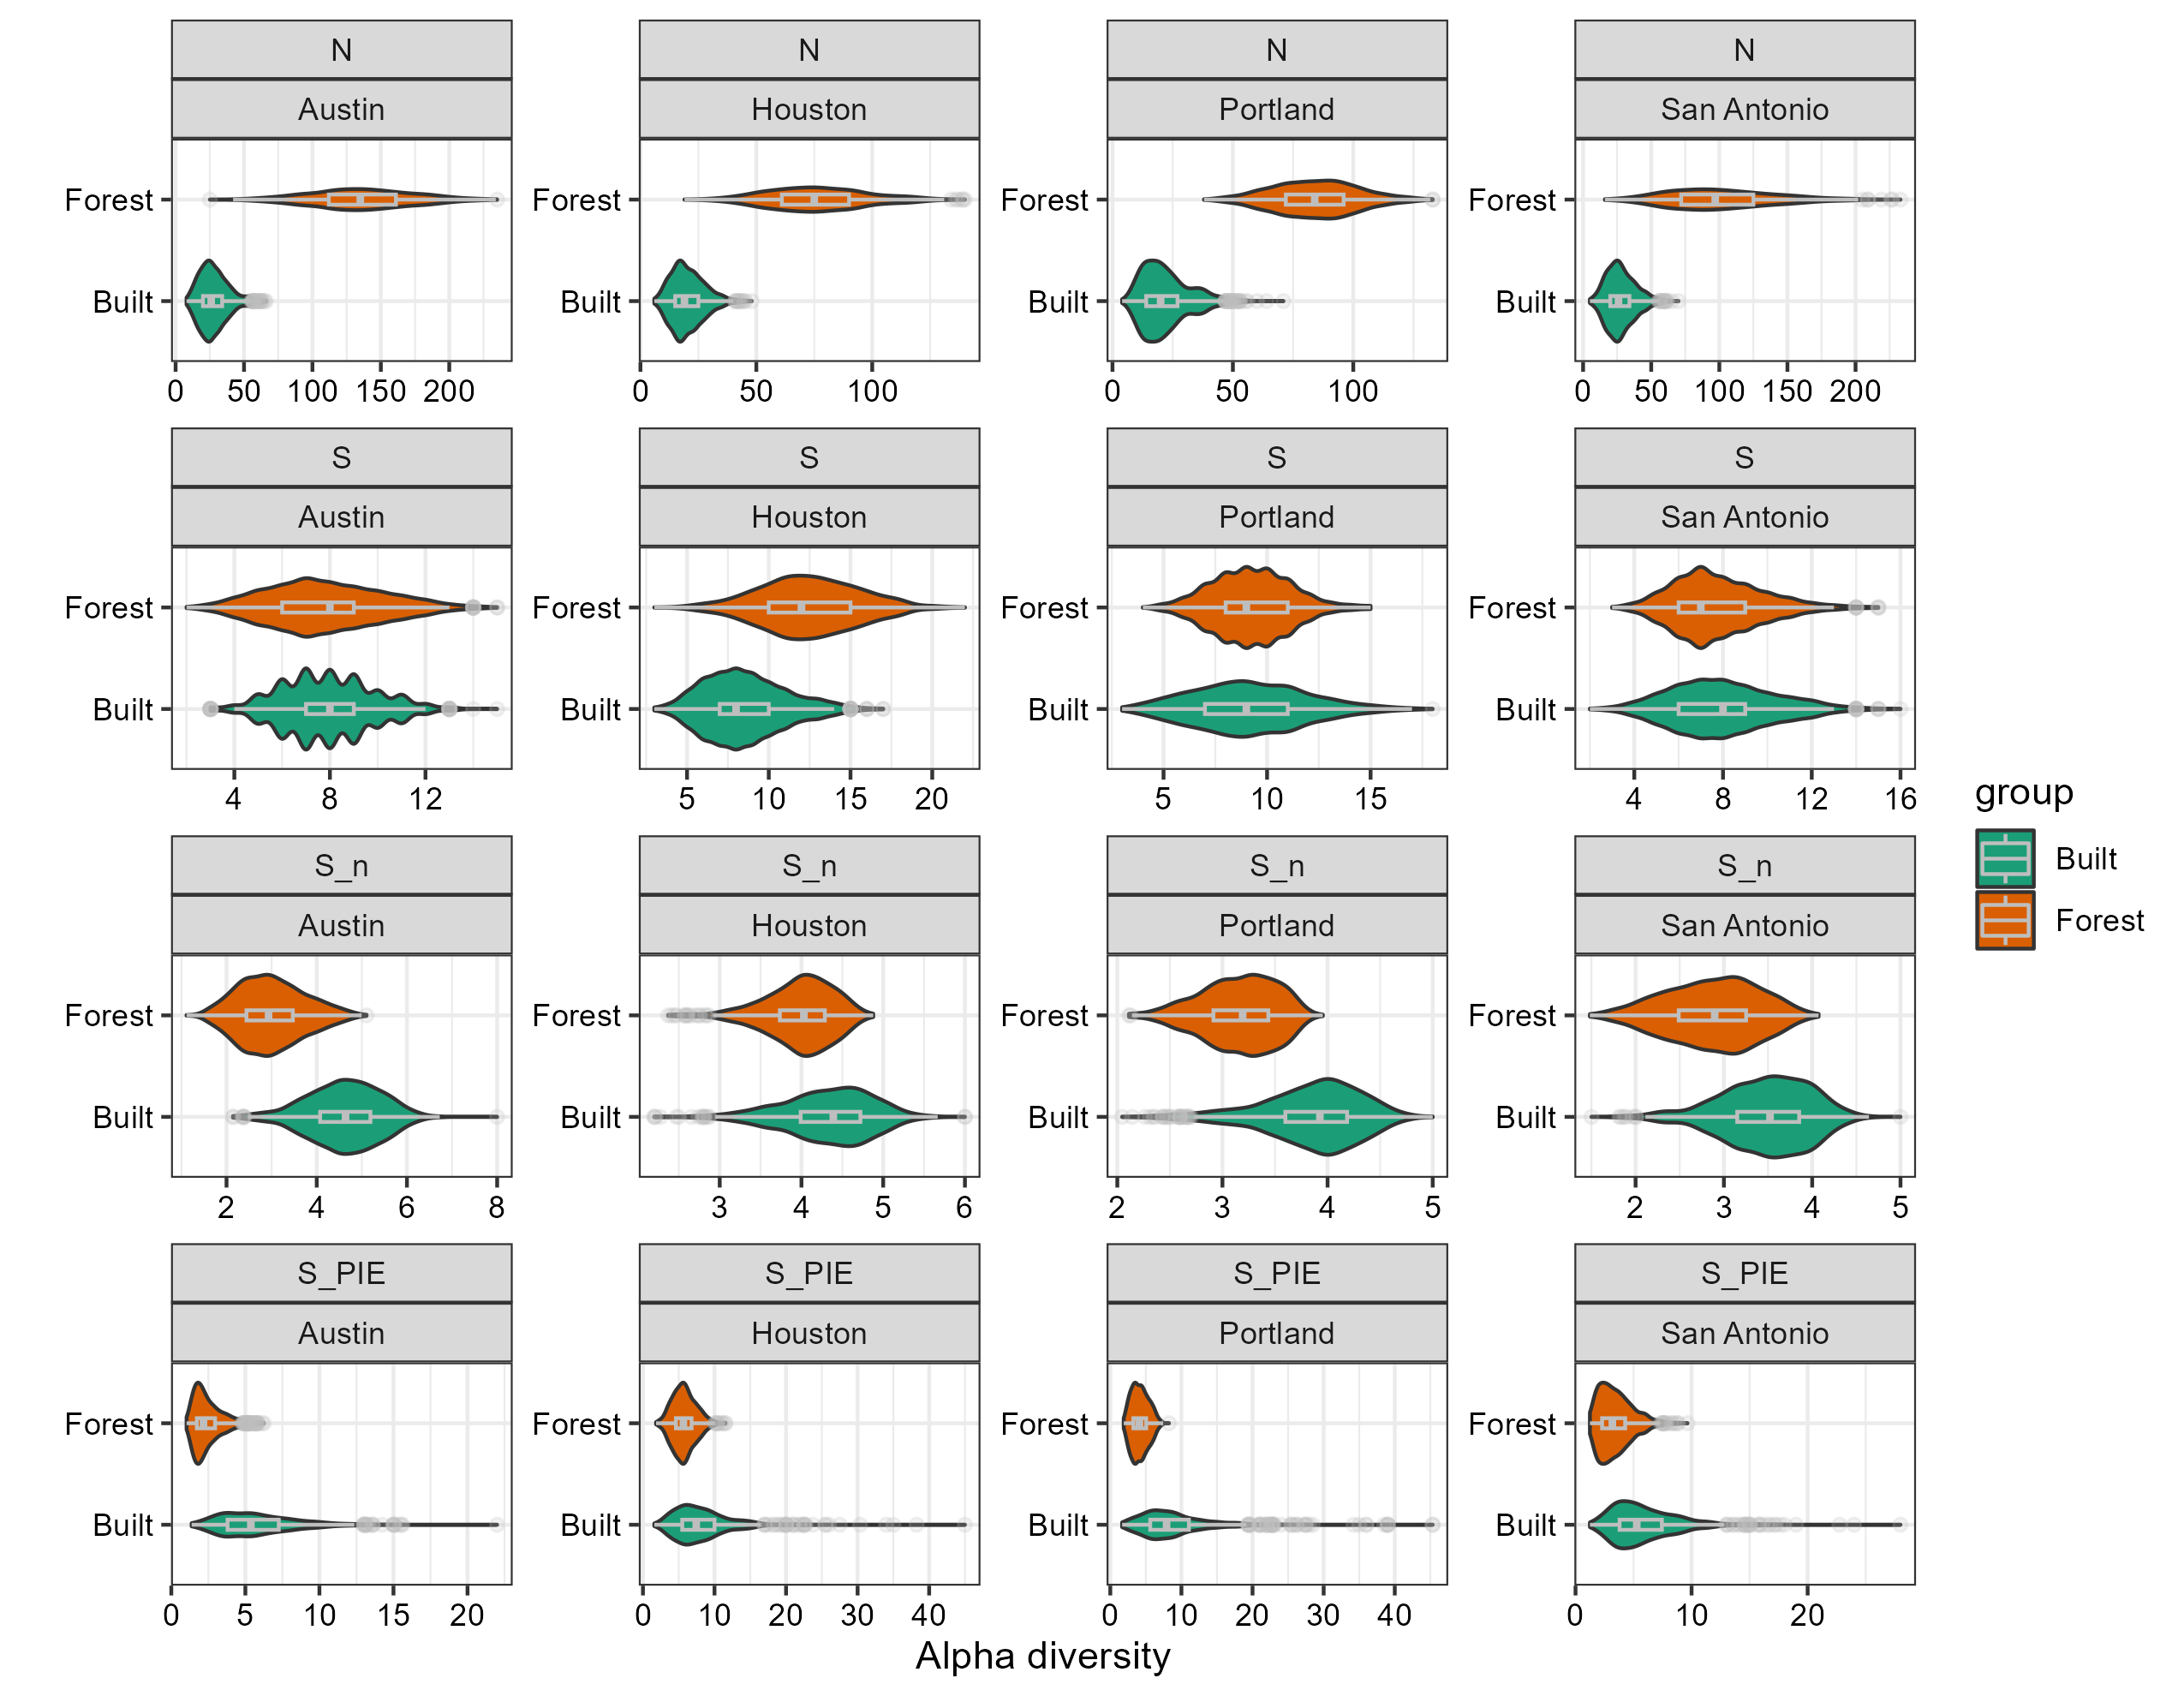 N N N N
Austin Houston Portland San Antonio
Forest Forest Forest Forest
Built Built Built Built
0 50 100 150 200 0 50 100 0 50 100 0 50 100 150 200
S S S S
Austin Houston Portland San Antonio
Forest Forest Forest Forest
Built Built Built Built
4 8 12 5 10 15 20 5 10 15 4 8 12 16
group
Built
Forest
S_n S_n S_n S_n
Austin Houston Portland San Antonio
Forest Forest Forest Forest
Built Built Built Built
2 4 6 8 3 4 5 6 2 3 4 5 2 3 4 5
S_PIE S_PIE S_PIE S_PIE
Austin Houston Portland San Antonio
Forest Forest Forest Forest
Built Built Built Built
0 5 10 15 20 0 10 20 30 40 0 10 20 30 40 0 10 20
Alpha diversity